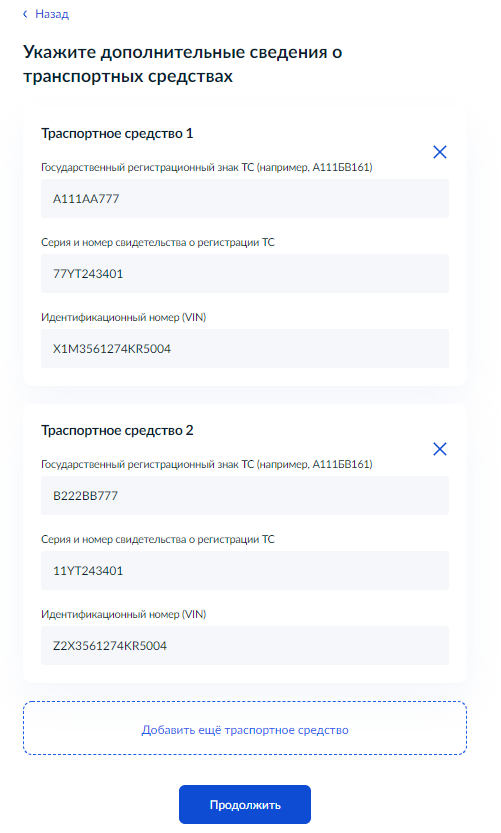 Назад
Укажите дополнительные сведения о
транспортных средствах
Траспортное средство 1
Государственный регистрационный знак ТС (например, А111БВ161)
А111АА777
Серия и номер свидетельства о регистрации ТС
77YT243401
Идентификационный номер (VIN)
X1M3561274KR5004
Траспортное средство 2
Государственный регистрационный знак ТС (например, А111БВ161)
В222ВВ777
Серия и номер свидетельства о регистрации ТС
11YT243401
Идентификационный номер (VIN)
Z2X3561274KR5004
Добавить ещё траспортное средство
Продолжить